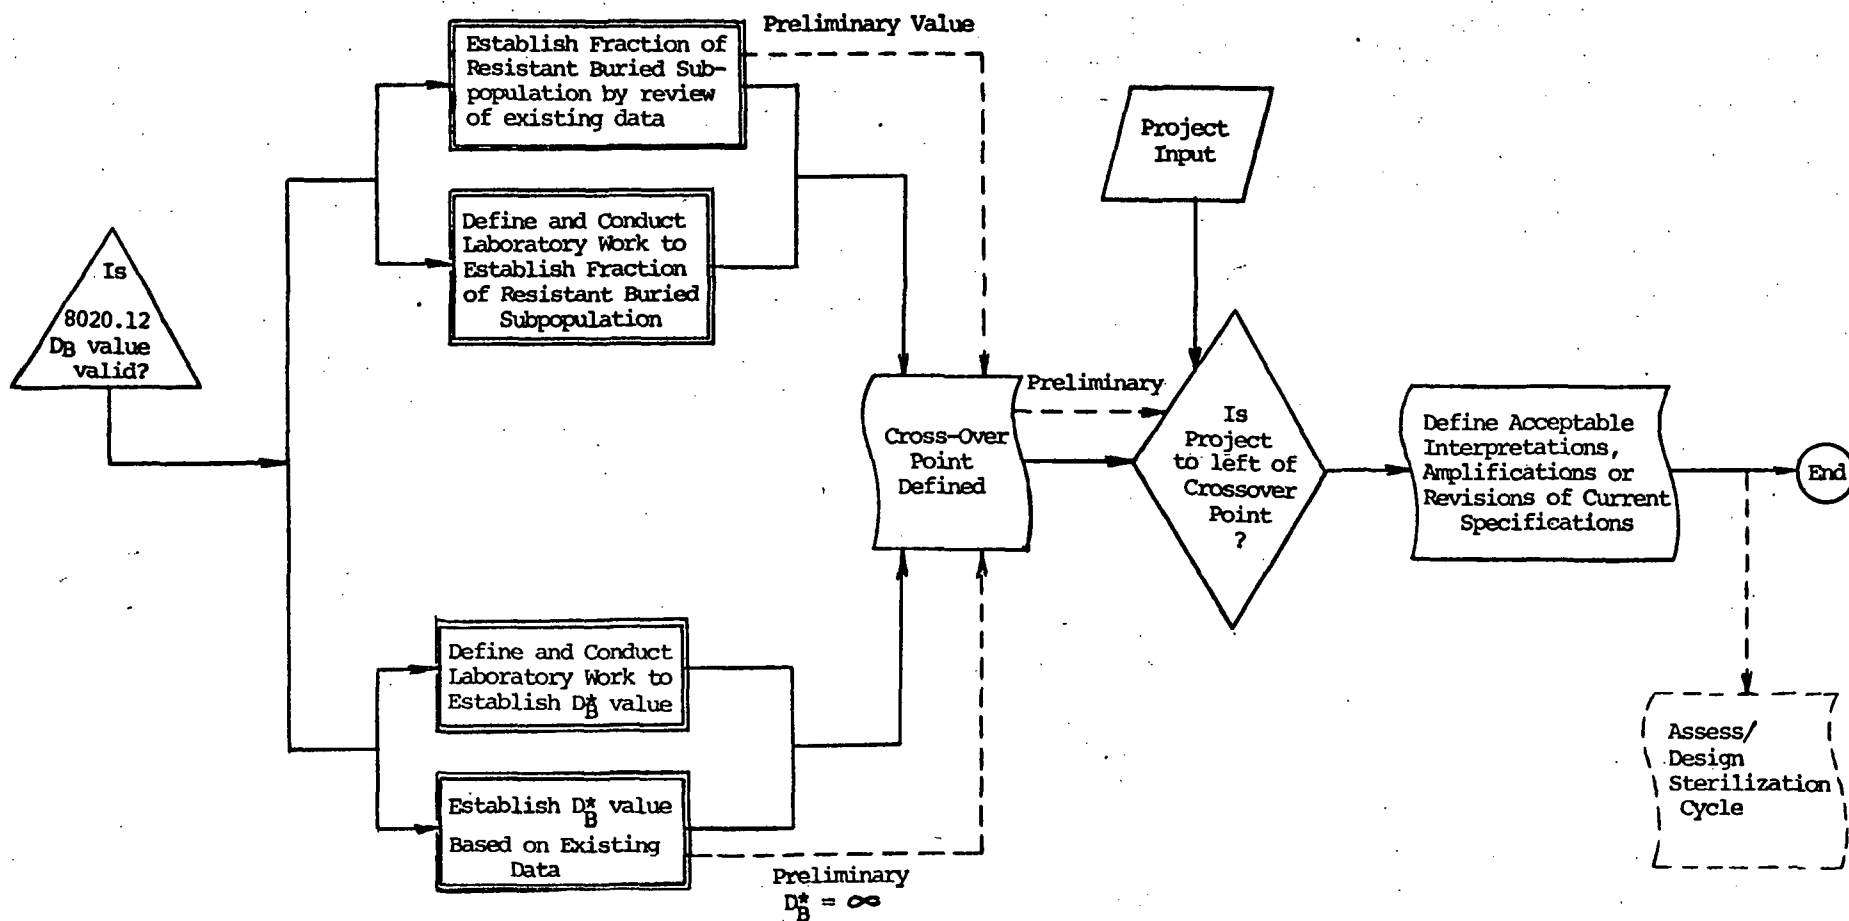 Preliminary Value
Establish Fraction of
Resistant Buried Sub-
population by review
of existing data
Project
Input
Define and Conduct
Laboratory Work to
Establish Fraction
of Resistant Buried
Subpopulation
Is
8020.12
DB value
valid?
Preliminary
Cross-Over
Point
Defined
Is
Project
to left of
Crossover
Point
?
Define Acceptable
Interpretations,
Amplifications or
Revisions of Current
Specifications
End
Define and Conduct
Laboratory Work to
Establish D*B value
Establish D*B value
Based on Existing
Data
Preliminary
D*B = ∞
Assess/
Design
Sterilization
Cycle